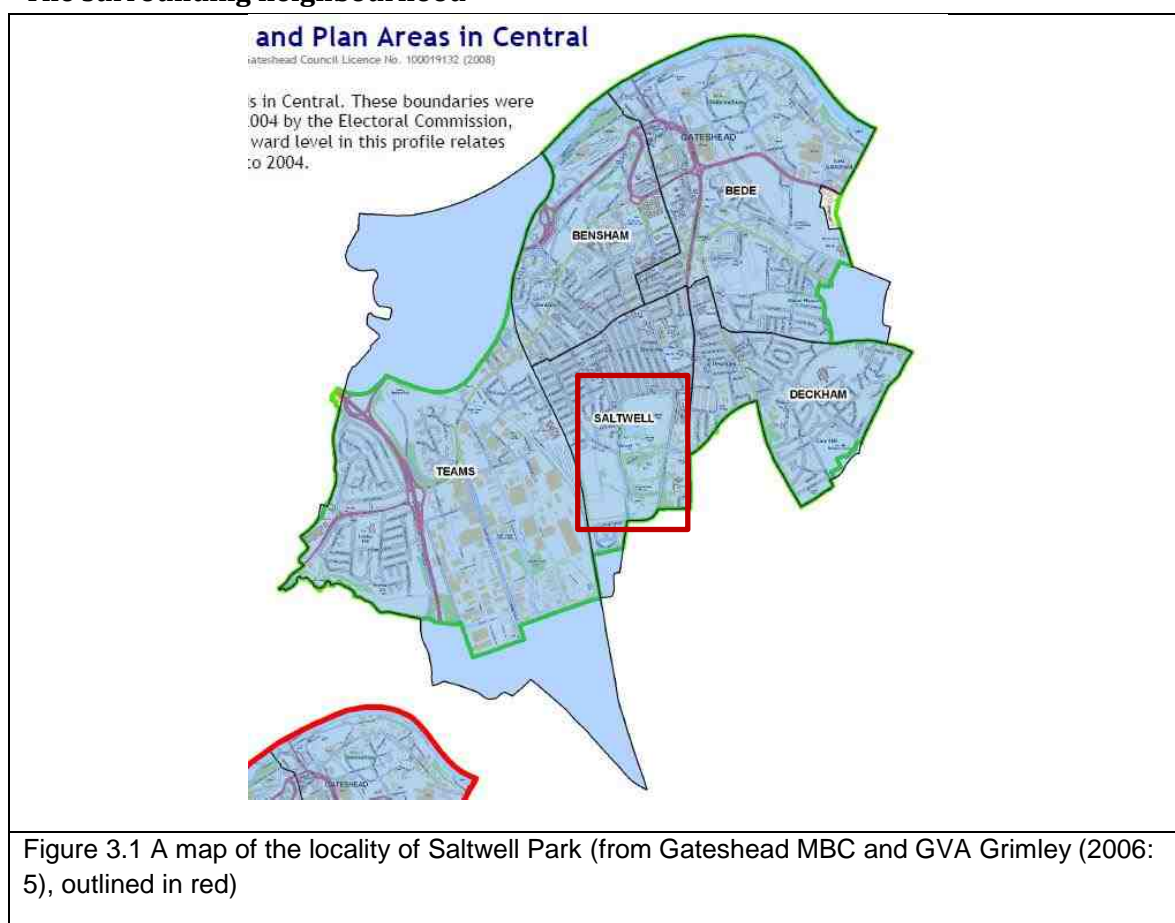 The surrounding neighbourhood
and Plan Areas in Central
ateshead Council Licence No. 100019132 (2008)
s in Central. These boundaries were
004 by the Electoral Commission,
ward level in this profile relates
to 2004.
GATESHEAD
BEDE
BENSHAM
DECKHAM
SALTWELL
TEAMS
GATESHEAD
Figure 3.1 A map of the locality of Saltwell Park (from Gateshead MBC and GVA Grimley (2006:
5), outlined in red)